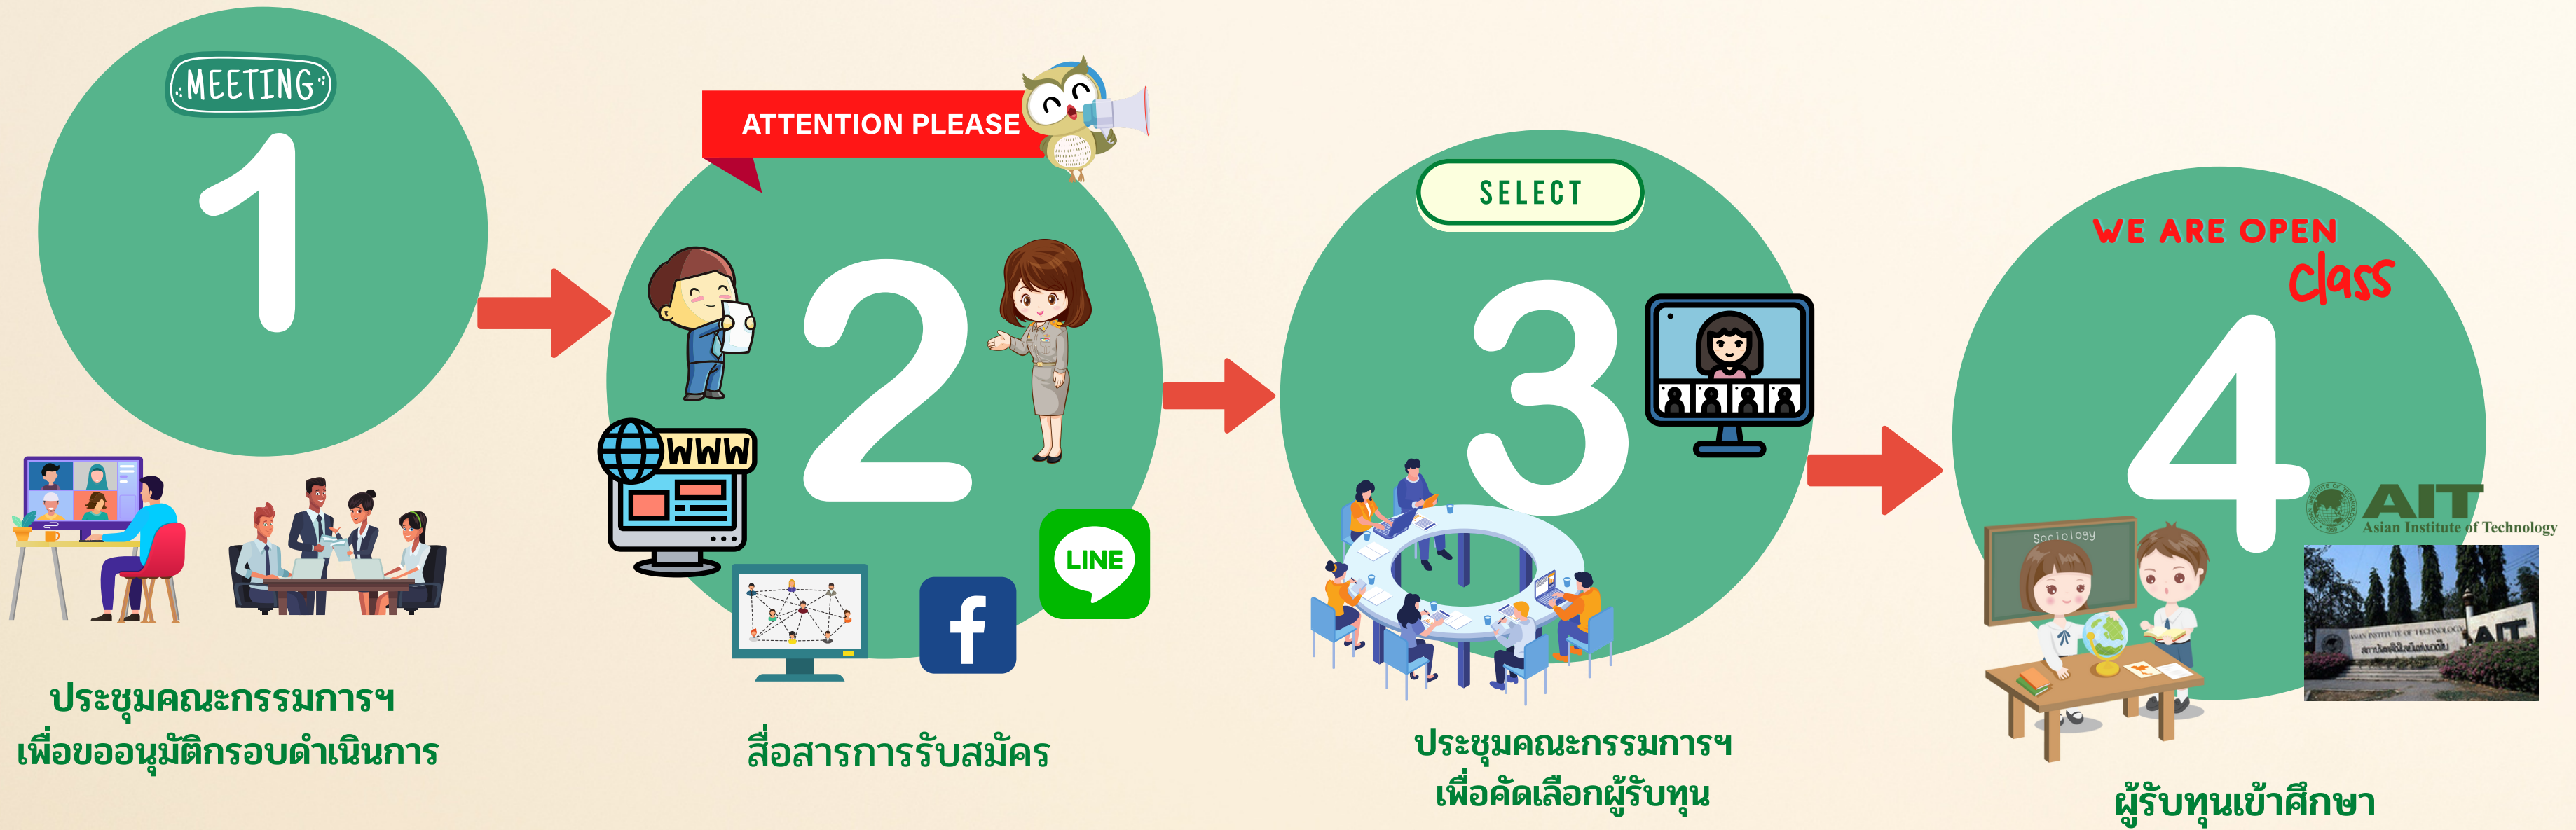 MEETING
1
ประชุมคณะกรรมการฯ
เพื่อขออนุมัติกรอบดำเนินการ
ATTENTION PLEASE
2
WWW
LINE
f
สื่อสารการรับสมัคร
SELECT
3
ประชุมคณะกรรมการฯ
เพื่อคัดเลือกผู้รับทุน
WE ARE OPEN
class
4
AIT
Asian Institute of Technology
Sociology
ASIAN INSTITUTE OF TECHNOLOGY
AIT
ผู้รับทุนเข้าศึกษา